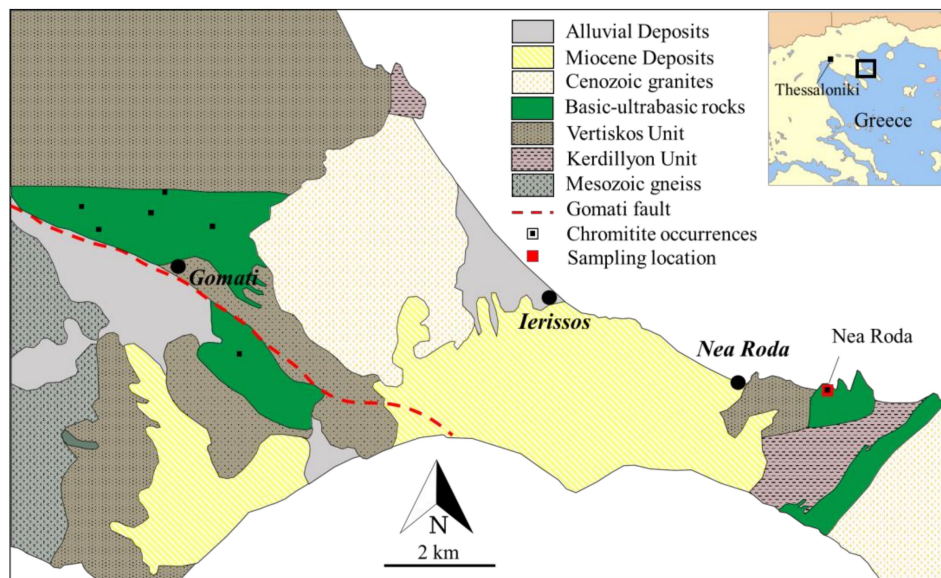 Alluvial Deposits
Miocene Deposits
Cenozoic granites
Basic-ultrabasic rocks
Vertiskos Unit
Kerdillyon Unit
Mesozoic gneiss
Gomati fault
Chromitite occurrences
Sampling location
Thessaloniki
Greece
Gomati
Ierissos
Nea Roda
Nea Roda
N
2 km